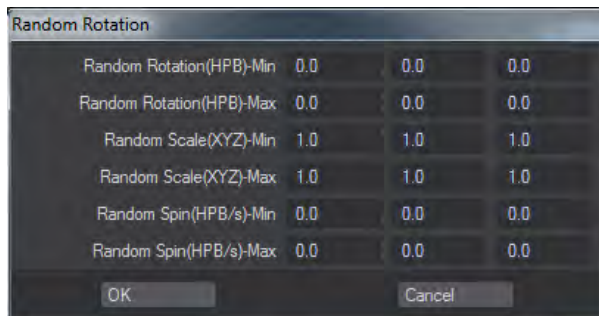 Random Rotation
Random Rotation(HPB)-Min 0.0 0.0 0.0
Random Rotation(HPB)-Max 0.0 0.0 0.0
Random Scale(XYZ)-Min 1.0 1.0 1.0
Random Scale(XYZ)-Max 1.0 1.0 1.0
Random Spin(HPB/s)-Min 0.0 0.0 0.0
Random Spin(HPB/s)-Max 0.0 0.0 0.0
OK Cancel